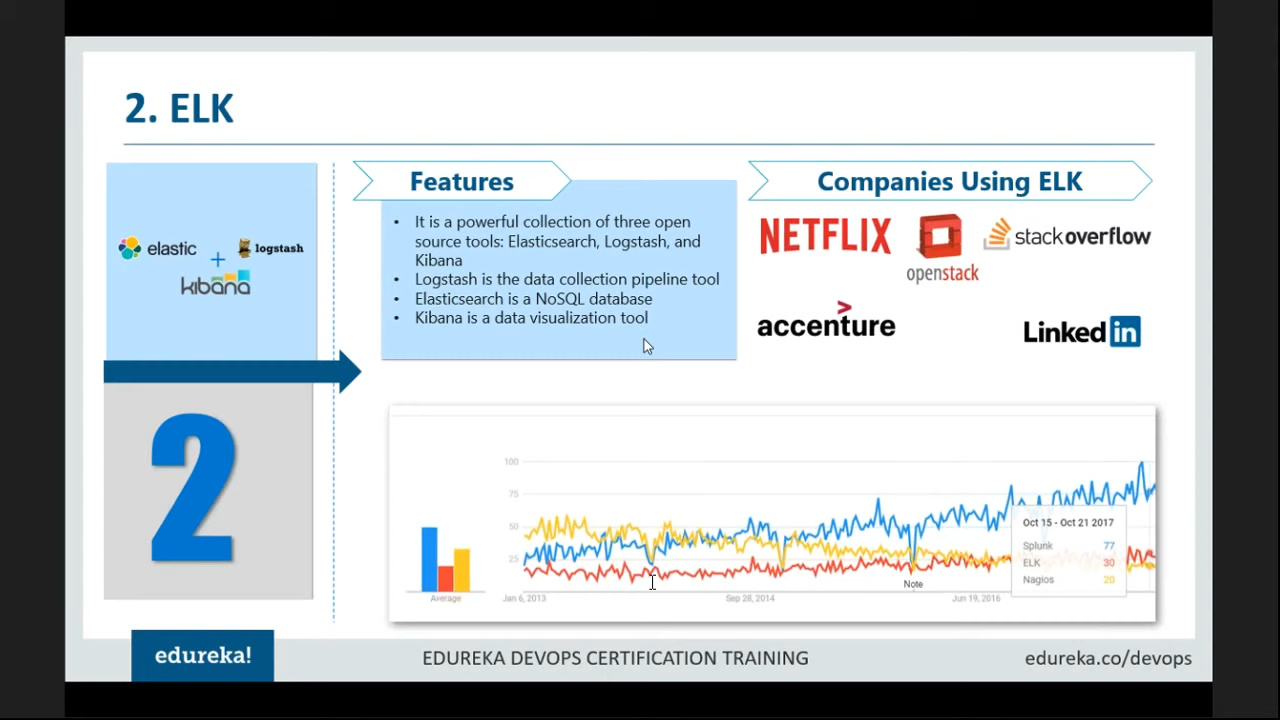 2. ELK
elastic
+
logstash
kibana
2
Features
• It is a powerful collection of three open
source tools: Elasticsearch, Logstash, and
Kibana
• Logstash is the data collection pipeline tool
• Elasticsearch is a NoSQL database
• Kibana is a data visualization tool
Companies Using ELK
NETFLIX
openstack
stackoverflow
accenture
Linkedin
100
75
50
25
Average
Jan 6, 2013
Sep 28, 2014
Jun 19, 2016
Note
Oct 15 - Oct 21 2017
Splunk 77
ELK 30
Nagios 20
edureka!
EDUREKA DEVOPS CERTIFICATION TRAINING
edureka.co/devops